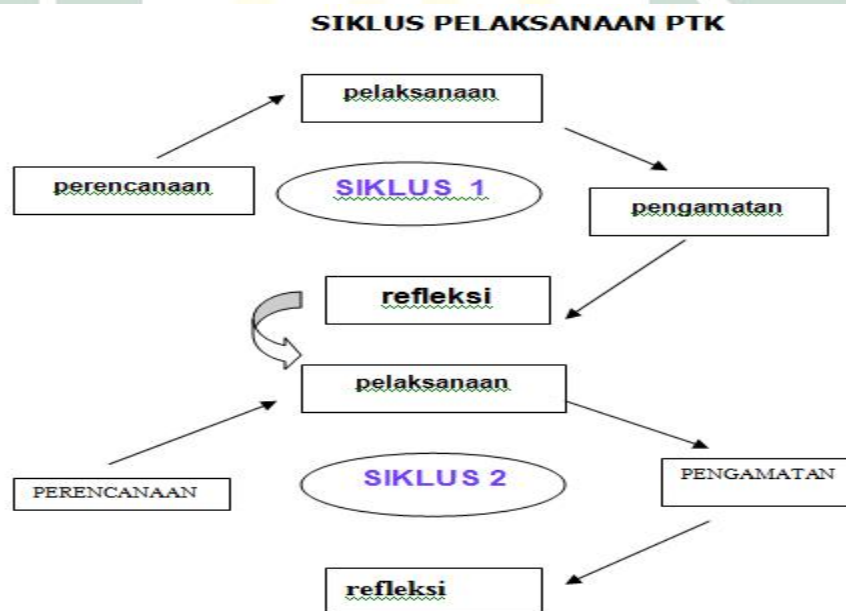 SIKLUS PELAKSANAAN PTK
pelaksanaan
perencanaan
SIKLUS 1
pengamatan
refleksi
pelaksanaan
PERENCANAAN
SIKLUS 2
PENGAMATAN
refleksi